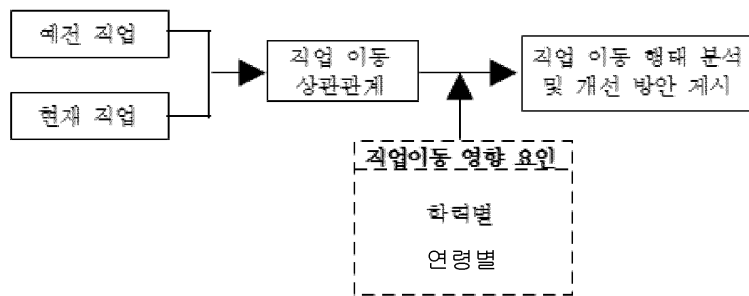 예전 직업
현재 직업
직업 이동
상관관계
직업 이동 행태 분석
및 개선 방안 제시
직업이동 영향 요인
학력별
연령별